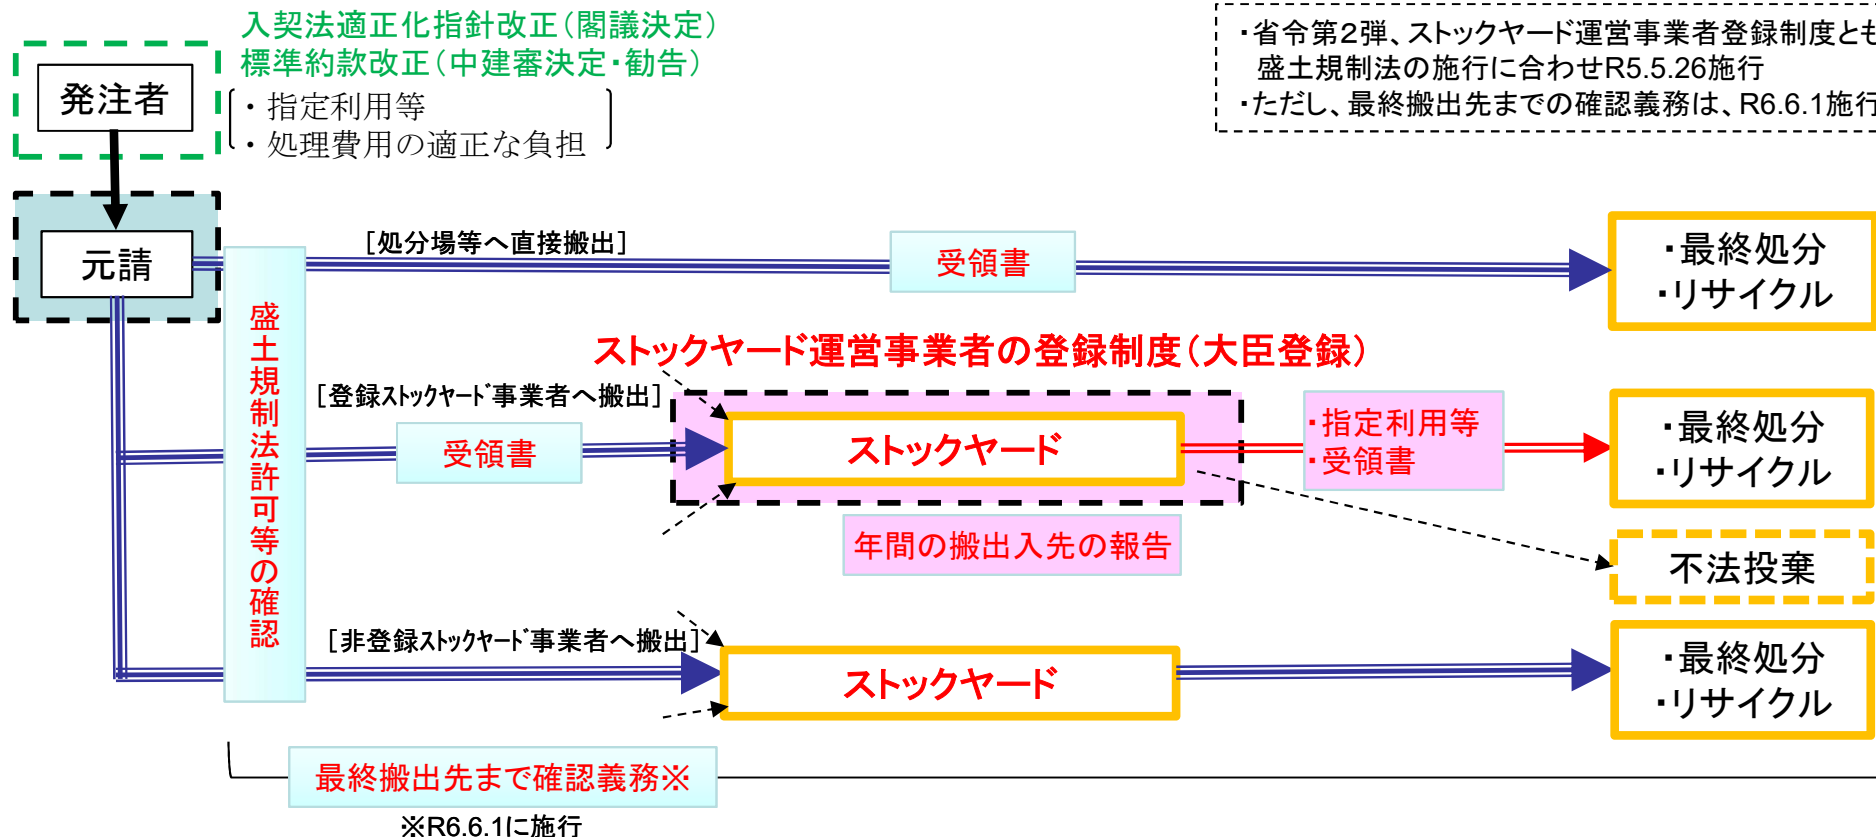 入契法適正化指針改正(閣議決定)
標準約款改正(中建審決定・勧告)
・指定利用等
・処理費用の適正な負担
・省令第2弾、ストックヤード運営事業者登録制度とも
盛土規制法の施行に合わせR5.5.26施行
・ただし、最終搬出先までの確認義務は、R6.6.1施行
発注者
元請
[処分場等へ直接搬出]
受領書
・最終処分
・リサイクル
盛土規制法許可等の確認
ストックヤード運営事業者の登録制度(大臣登録)
[登録ストックヤード事業者へ搬出]
受領書
ストックヤード
・指定利用等
・受領書
・最終処分
・リサイクル
年間の搬出入先の報告
不法投棄
[非登録ストックヤード事業者へ搬出]
ストックヤード
・最終処分
・リサイクル
最終搬出先まで確認義務※
※R6.6.1に施行